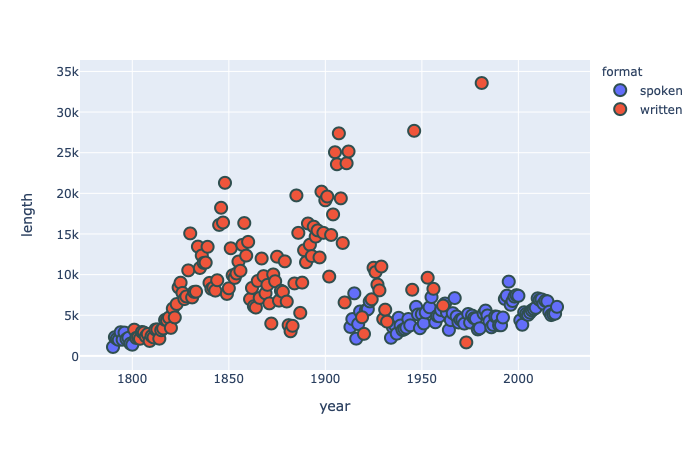 format
spoken
written
35k
30k
25k
20k
15k
10k
5k
0
length
1800
1850
1900
1950
2000
year